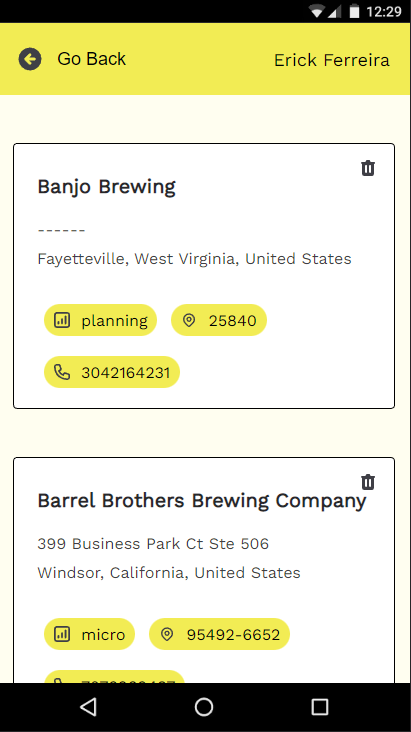 12:29
Go Back
Erick Ferreira
Banjo Brewing
------
Fayetteville, West Virginia, United States
planning
25840
3042164231
Barrel Brothers Brewing Company
399 Business Park Ct Ste 506
Windsor, California, United States
micro
95492-6652